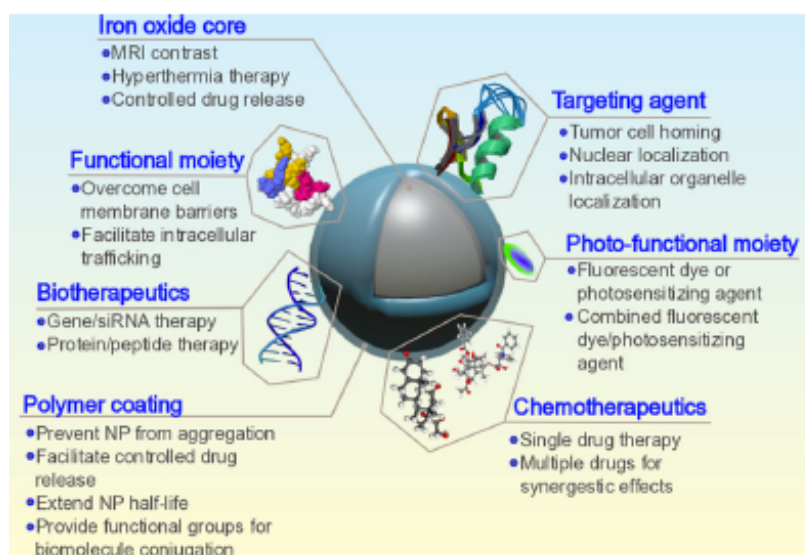 Iron oxide core
•MRI contrast
•Hyperthermia therapy
•Controlled drug release
Functional moiety
•Overcome cell
membrane barriers
•Facilitate intracellular
trafficking
Biotherapeutics
•Gene/siRNA therapy
•Protein/peptide therapy
Polymer coating
•Prevent NP from aggregation
•Facilitate controlled drug
release
•Extend NP half-life
•Provide functional groups for
biomolecule conjugation
Targeting agent
•Tumor cell homing
•Nuclear localization
•Intracellular organelle
localization
Photo-functional moiety
•Fluorescent dye or
photosensitizing agent
•Combined fluorescent
dye/photosensitizing
agent
Chemotherapeutics
•Single drug therapy
•Multiple drugs for
synergestic effects